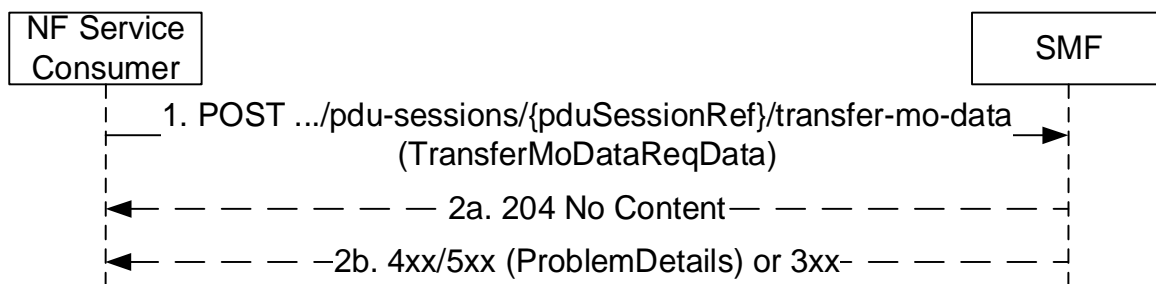 NF Service
Consumer
SMF
1. POST .../pdu-sessions/{pduSessionRef}/transfer-mo-data
(TransferMoDataReqData)
2a. 204 No Content
2b. 4xx/5xx (ProblemDetails) or 3xx